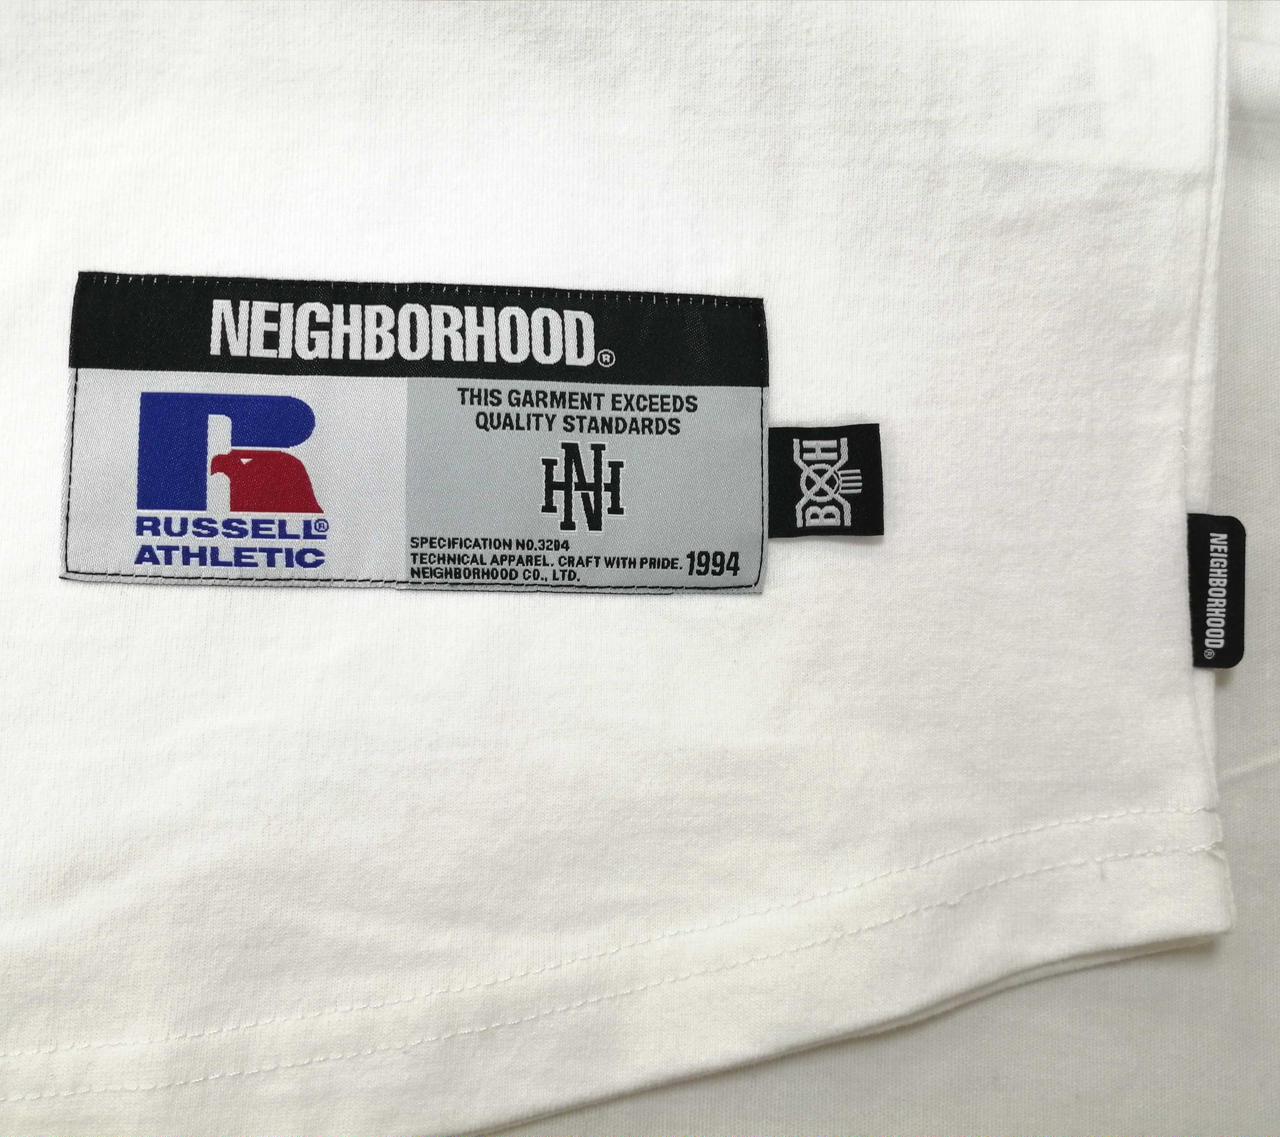 NEIGHBORHOOD®
RUSSELL®
ATHLETIC
THIS GARMENT EXCEEDS
QUALITY STANDARDS
NHH
SPECIFICATION NO.3204
TECHNICAL APPAREL. CRAFT WITH PRIDE.
NEIGHBORHOOD CO., LTD.
1994
B H
NEIGHBORHOOD®